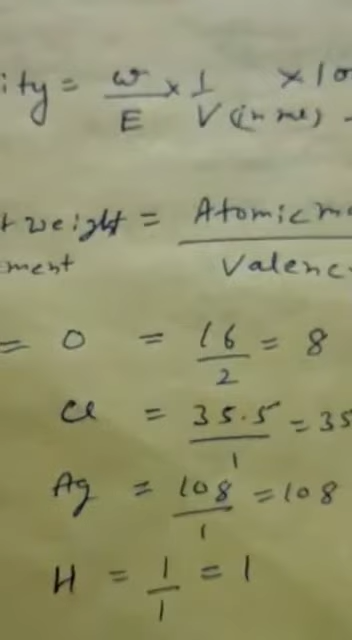 ity = w/E × 1/V(in ml) × 10
t weight = Atomic ma
ment Valenc
= O = 16/2 = 8
Cl = 35.5/1 = 35
Ag = 108/1 = 108
H = 1/1 = 1